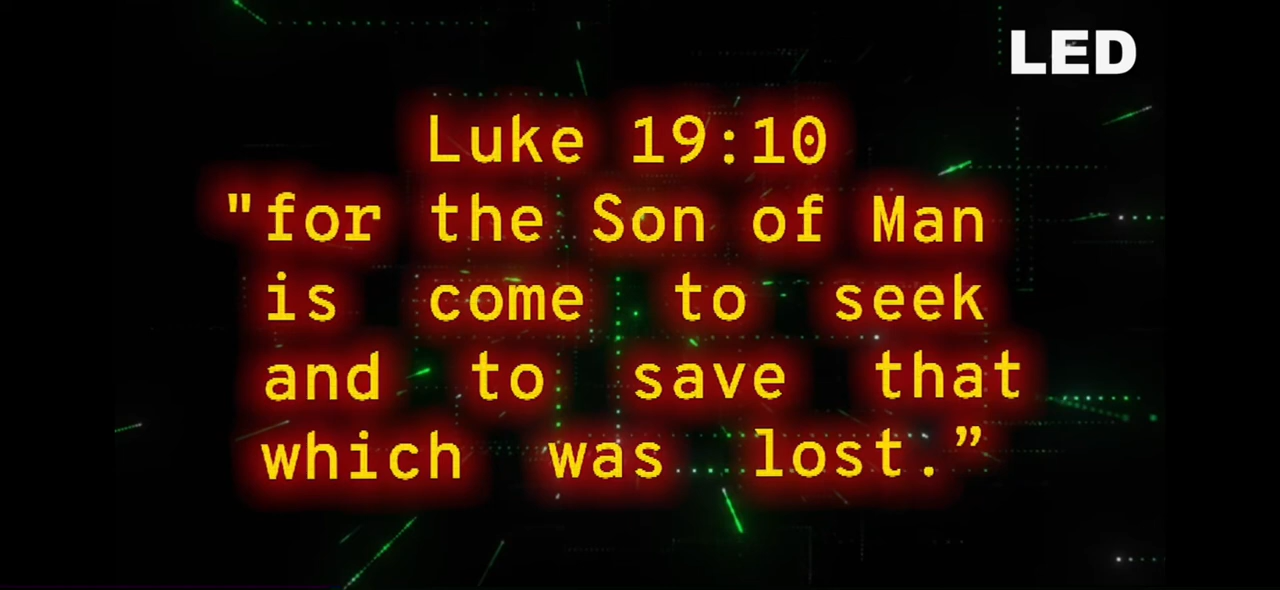 LED
Luke 19:10
"for the Son of Man
is come to seek
and to save that
which was lost.”